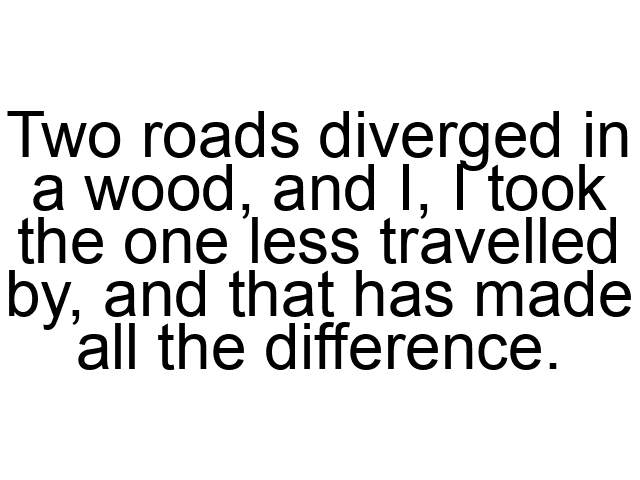 Two roads diverged in
a wood, and I, I took
the one less travelled
by, and that has made
all the difference.